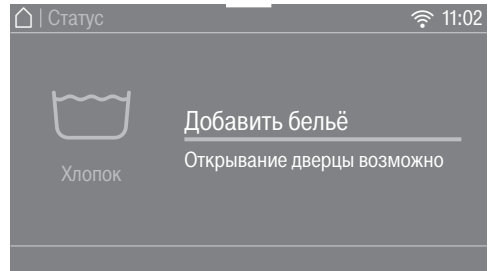 | Статус 11:02
Добавить бельё
Открывание дверцы возможно
Хлопок